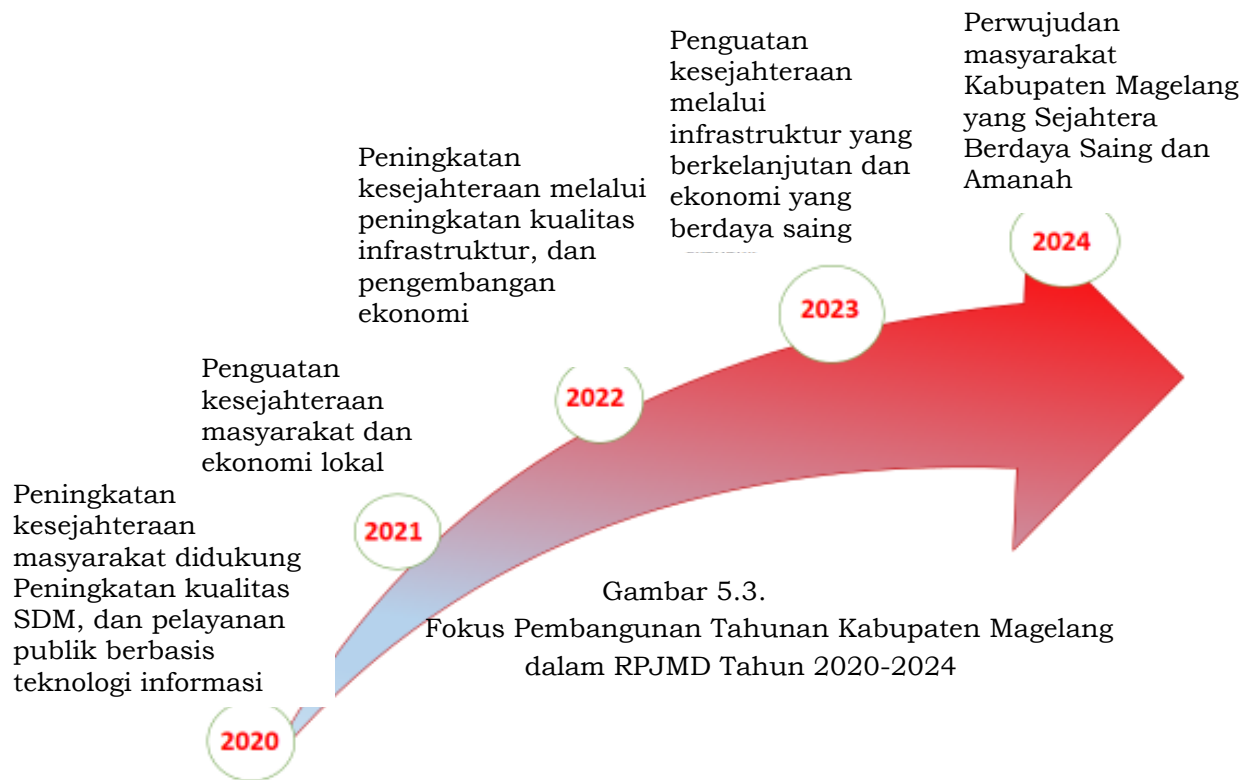 Peningkatan
kesejahteraan
masyarakat didukung
Peningkatan kualitas
SDM, dan pelayanan
publik berbasis
teknologi informasi
2020
Penguatan
kesejahteraan
masyarakat dan
ekonomi lokal
2021
Peningkatan
kesejahteraan melalui
peningkatan kualitas
infrastruktur, dan
pengembangan
ekonomi
2022
Penguatan
kesejahteraan
melalui
infrastruktur yang
berkelanjutan dan
ekonomi yang
berdaya saing
2023
Perwujudan
masyarakat
Kabupaten Magelang
yang Sejahtera
Berdaya Saing dan
Amanah
2024
Gambar 5.3.
Fokus Pembangunan Tahunan Kabupaten Magelang
dalam RPJMD Tahun 2020-2024